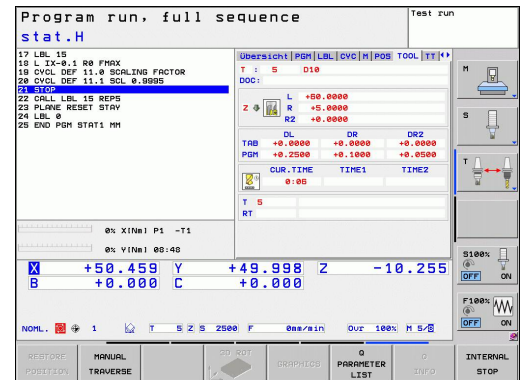 Program run, full sequence
Test run
stat.H
17 LBL 15
18 L IX-0.1 R0 FMAX
19 CYCL DEF 11.0 SCALING FACTOR
20 CYCL DEF 11.1 SCL 0.9995
21 STOP
22 CALL LBL 15 REP5
23 PLANE RESET STAY
24 LBL 0
25 END PGM STAT1 MM
Übersicht PGM LBL CYC M POS TOOL TT
T : 5 D10
DOC:
L +60.0000
Z R +5.0000
R2 +0.0000
DL DR DR2
TAB +0.0000 +0.0000 +0.0000
PGM +0.2500 +0.1000 +0.0500
CUR.TIME TIME1 TIME2
0:06
T 5
RT
0% X[Nm] P1 -T1
0% Y[Nm] 08:48
X +50.459 Y +49.998 Z -10.255
B +0.000 C +0.000
NOML. 1 T 5 Z S 2500 F 0mm/min Ovr 100% M 5/8
M
S
T
S100%
OFF ON
F100%
OFF ON
RESTORE POSITION
MANUAL TRAVERSE
3D ROT
GRAPHICS
Q PARAMETER LIST
Q INFO
INTERNAL STOP